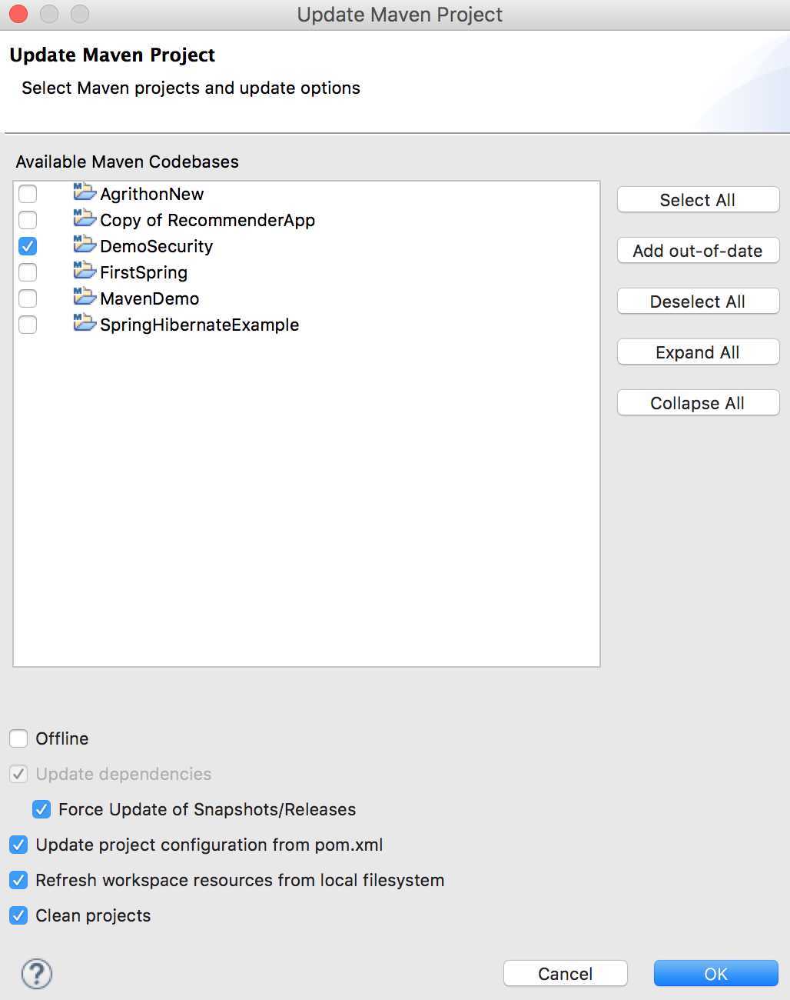 Update Maven Project
Update Maven Project
Select Maven projects and update options
Available Maven Codebases
AgrithonNew
Copy of RecommenderApp
DemoSecurity
FirstSpring
MavenDemo
SpringHibernateExample
Select All
Add out-of-date
Deselect All
Expand All
Collapse All
Offline
Update dependencies
Force Update of Snapshots/Releases
Update project configuration from pom.xml
Refresh workspace resources from local filesystem
Clean projects
?
Cancel
OK